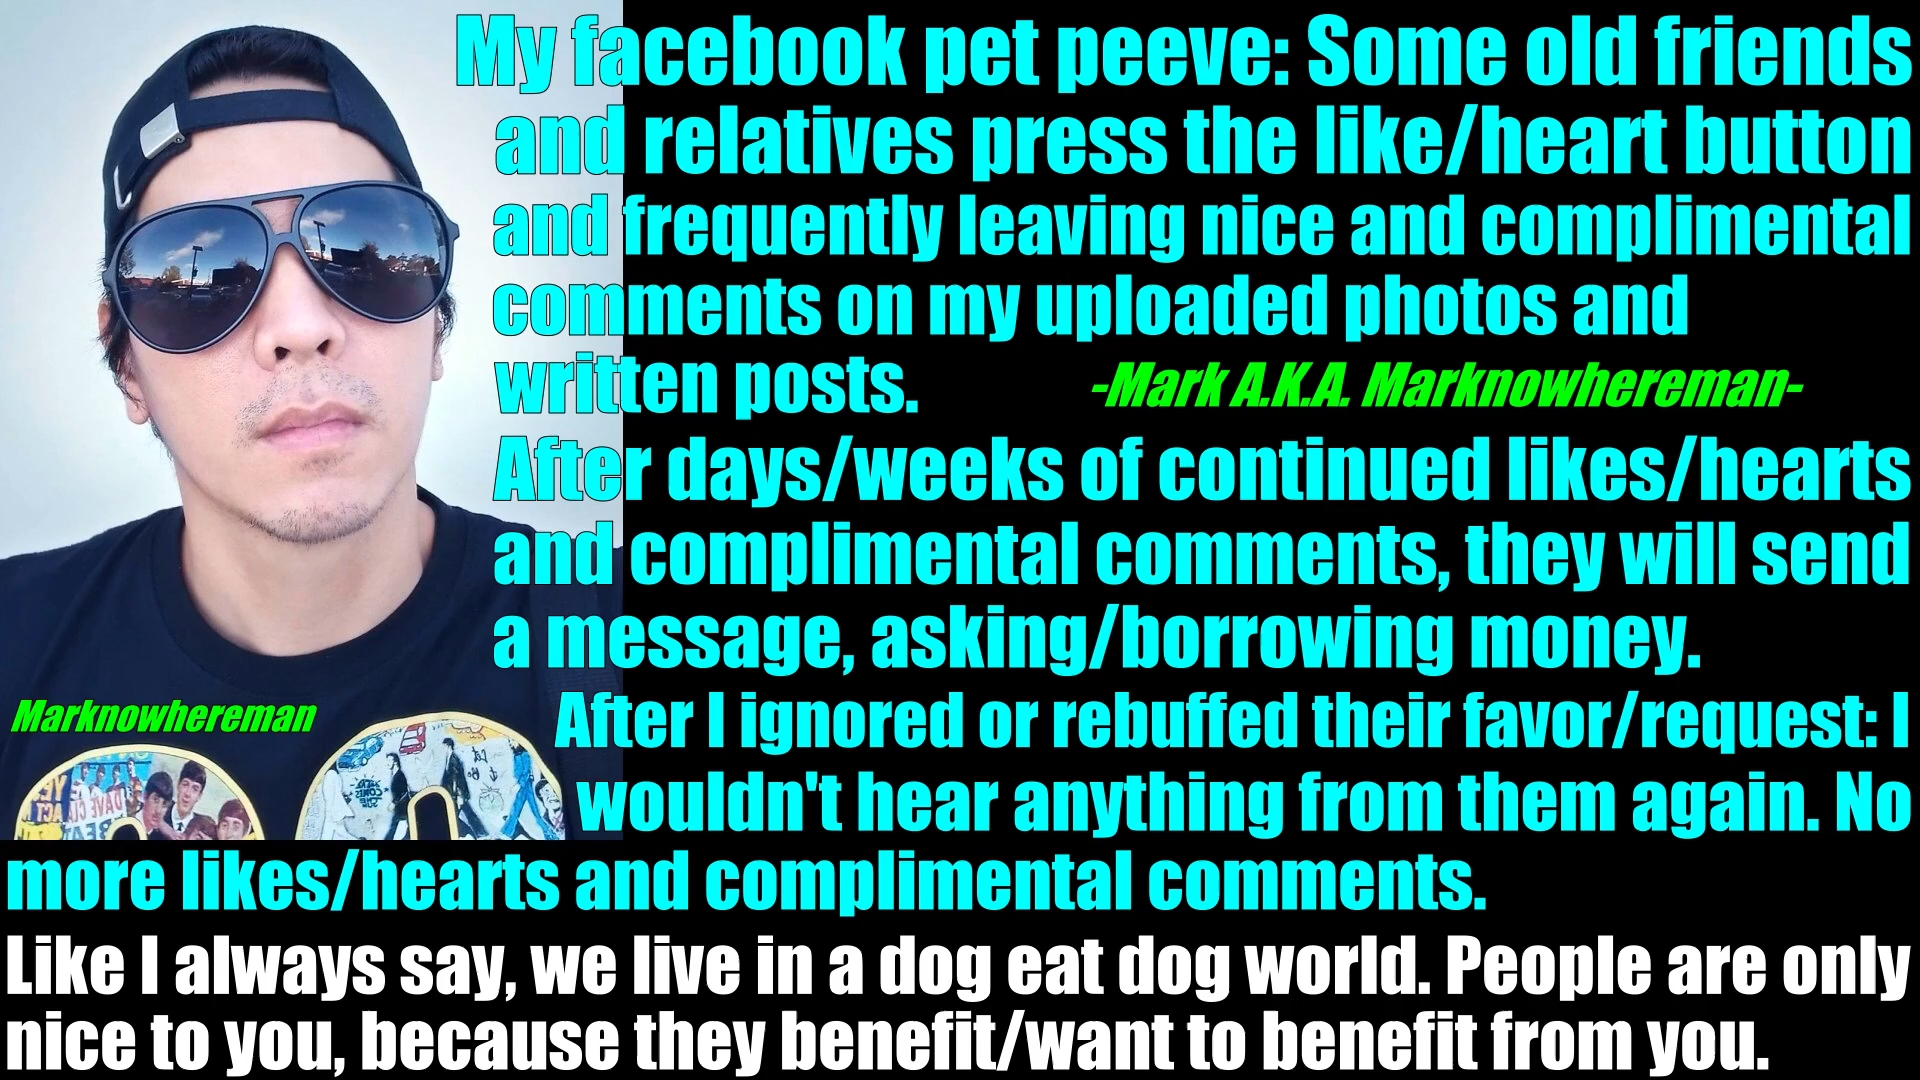 My facebook pet peeve: Some old friends
and relatives press the like/heart button
and frequently leaving nice and complimental
comments on my uploaded photos and
written posts.
-Mark A.K.A. Marknowhereman-
After days/weeks of continued likes/hearts
and complimental comments, they will send
a message, asking/borrowing money.
After I ignored or rebuffed their favor/request: I
wouldn't hear anything from them again. No
more likes/hearts and complimental comments.
Like I always say, we live in a dog eat dog world. People are only
nice to you, because they benefit/want to benefit from you.
Marknowhereman